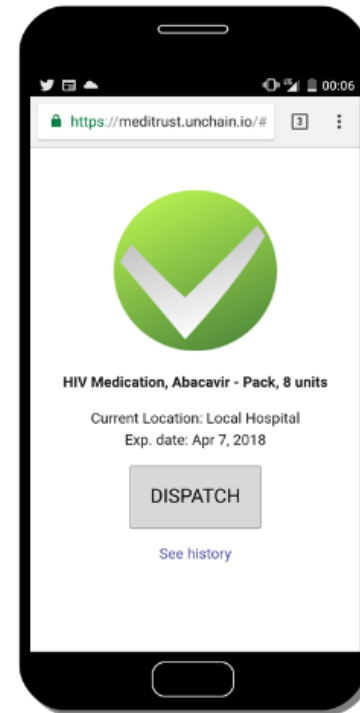 00:06
https://meditrust.unchain.io/#
3
HIV Medication, Abacavir - Pack, 8 units
Current Location: Local Hospital
Exp. date: Apr 7, 2018
DISPATCH
See history